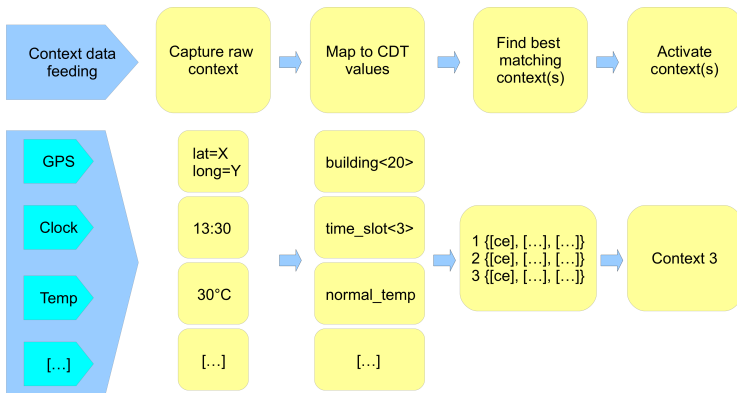 Context data
feeding
Capture raw
context
Map to CDT
values
Find best
matching
context(s)
Activate
context(s)
GPS
lat=X
long=Y
building<20>
Clock
13:30
time_slot<3>
1 {[ce], […], […]}
2 {[ce], […], […]}
3 {[ce], […], […]}
Context 3
Temp
30°C
normal_temp
[…]
[…]
[…]